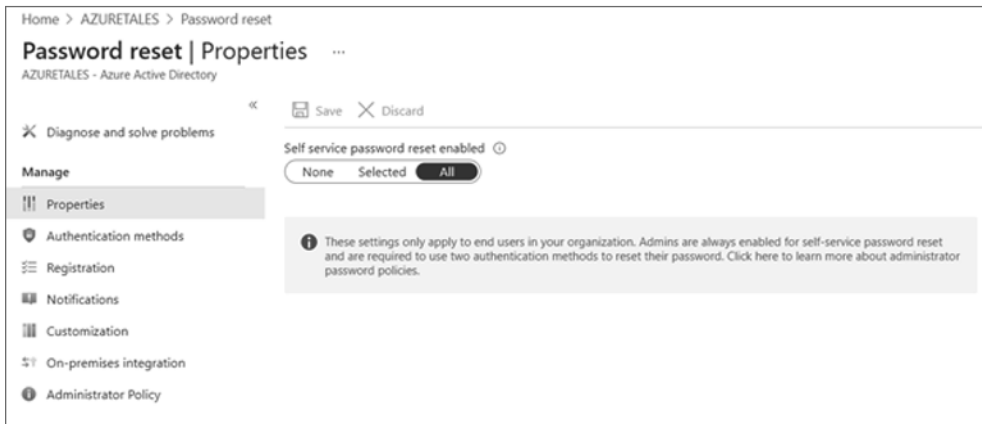 Home > AZURETALES > Password reset
Password reset | Properties ...
AZURETALES - Azure Active Directory
«
Diagnose and solve problems
Manage
Properties
Authentication methods
Registration
Notifications
Customization
On-premises integration
Administrator Policy
Save Discard
Self service password reset enabled
None Selected All
These settings only apply to end users in your organization. Admins are always enabled for self-service password reset
and are required to use two authentication methods to reset their password. Click here to learn more about administrator
password policies.